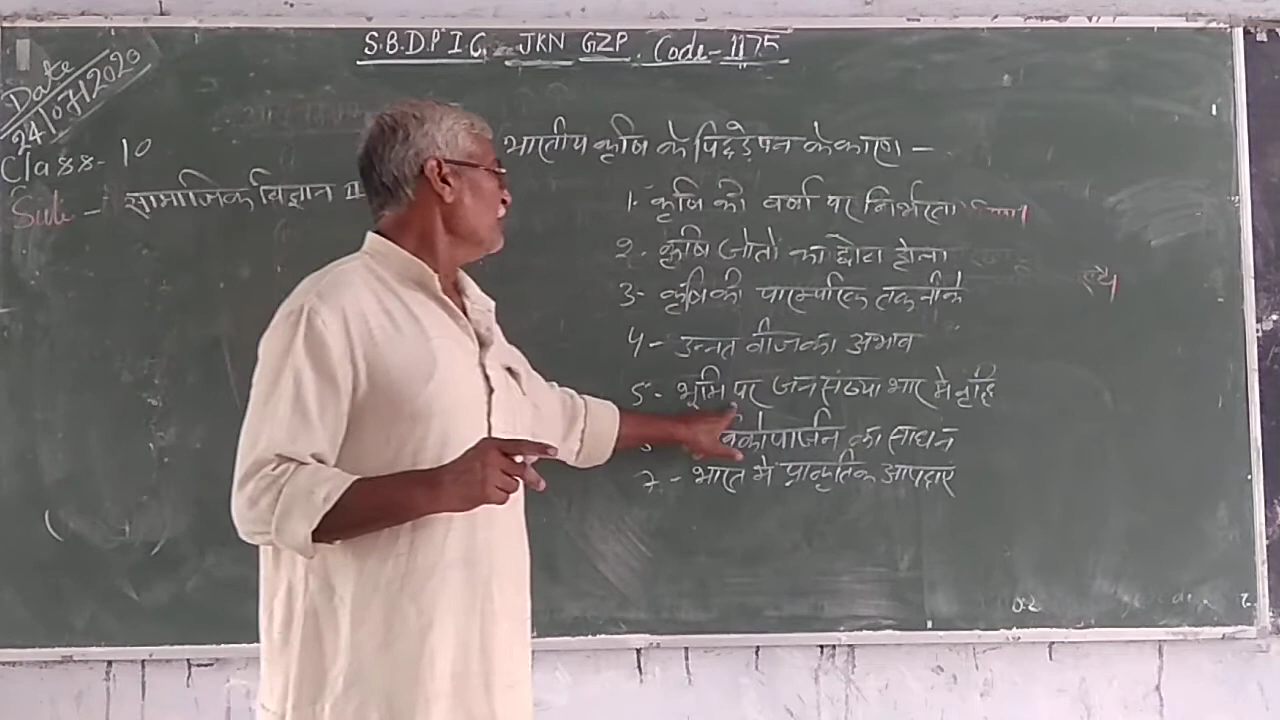 S.B.D.P I.C. JKN GZP. Code-1175
Date
24/07/2020
Class-10
Sub - सामाजिक विज्ञान II
भारतीय कृषि के पिछड़ेपन के कारण -
1. कृषि की वर्षा पर निर्भरता
2- कृषि जोतो का छोटा होना
3- कृषि की पारम्परिक तकनीके
4- उन्नत बीज का अभाव
5- भूमि पर जनसंख्या भार मे वृद्धि
का साधन
7- भारत मे प्राकृतिक आपदाएं